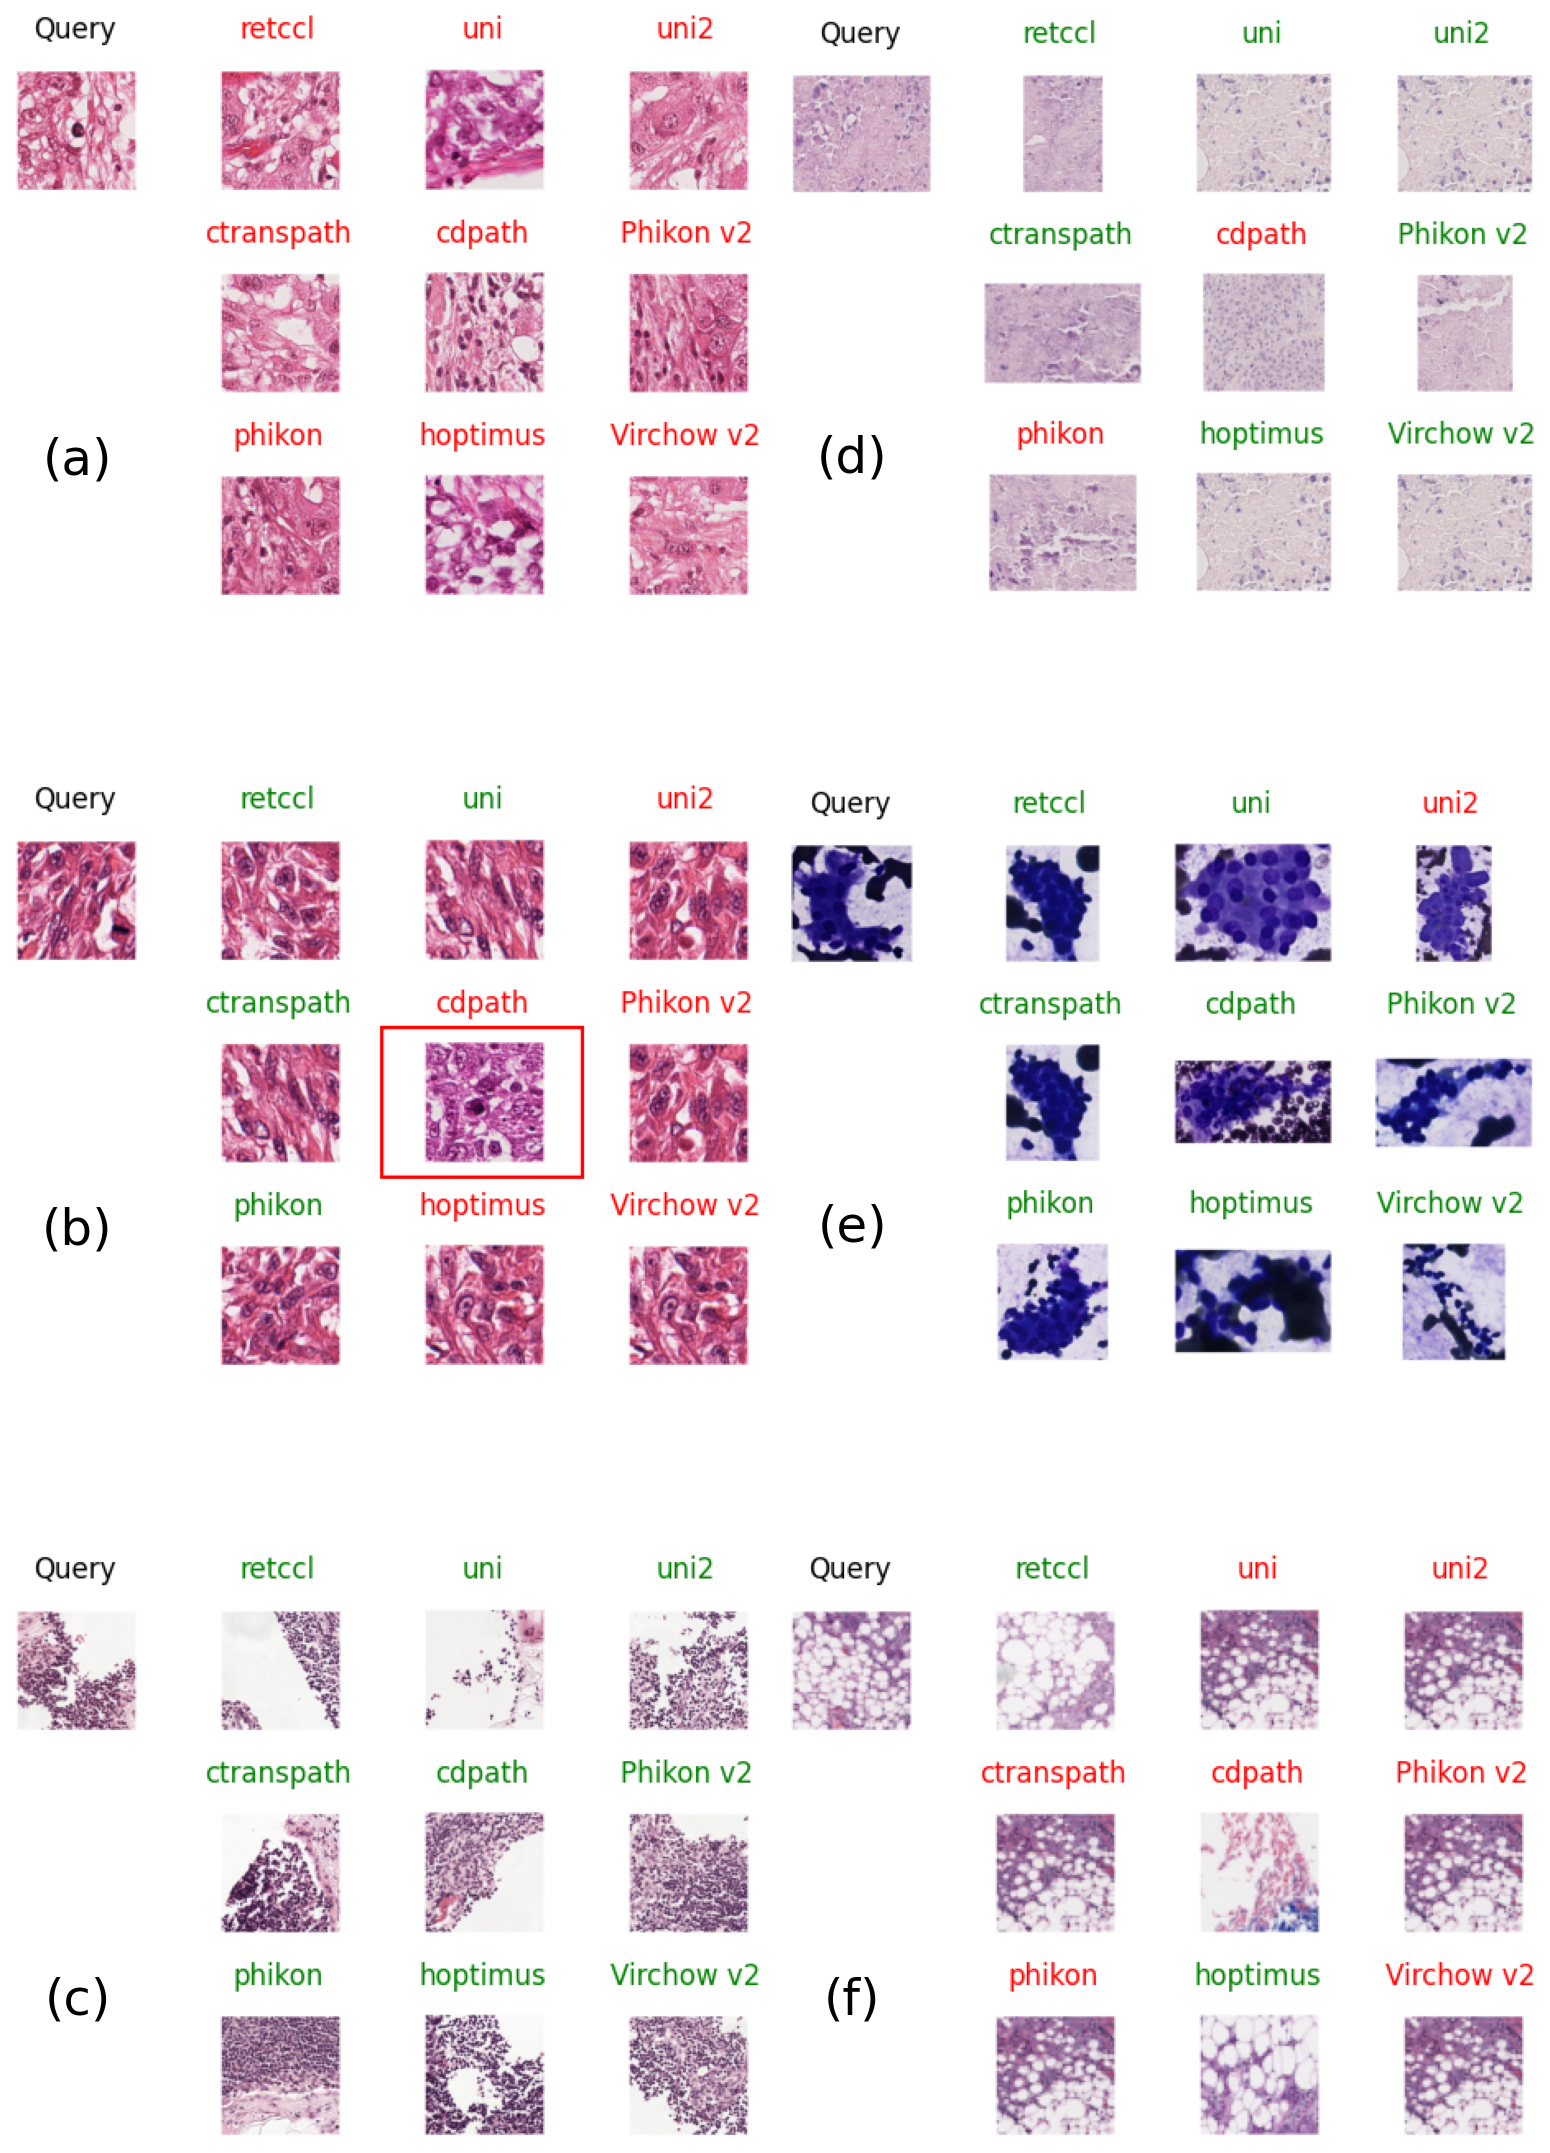 Query retccl uni uni2
ctranspath cdpath Phikon v2
phikon hoptimus Virchow v2
(a)
Query retccl uni uni2
ctranspath cdpath Phikon v2
phikon hoptimus Virchow v2
(d)
Query retccl uni uni2
ctranspath cdpath Phikon v2
phikon hoptimus Virchow v2
(b)
Query retccl uni uni2
ctranspath cdpath Phikon v2
phikon hoptimus Virchow v2
(e)
Query retccl uni uni2
ctranspath cdpath Phikon v2
phikon hoptimus Virchow v2
(c)
Query retccl uni uni2
ctranspath cdpath Phikon v2
phikon hoptimus Virchow v2
(f)